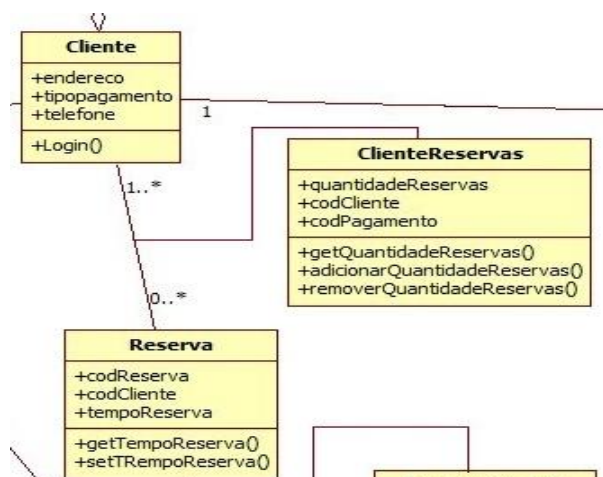 Cliente
+endereco
+tipopagamento
+telefone
+Login()
1
1..*
ClienteReservas
+quantidadeReservas
+codCliente
+codPagamento
+getQuantidadeReservas()
+adicionarQuantidadeReservas()
+removerQuantidadeReservas()
0..*
Reserva
+codReserva
+codCliente
+tempoReserva
+getTempoReserva()
+setTRempoReserva()